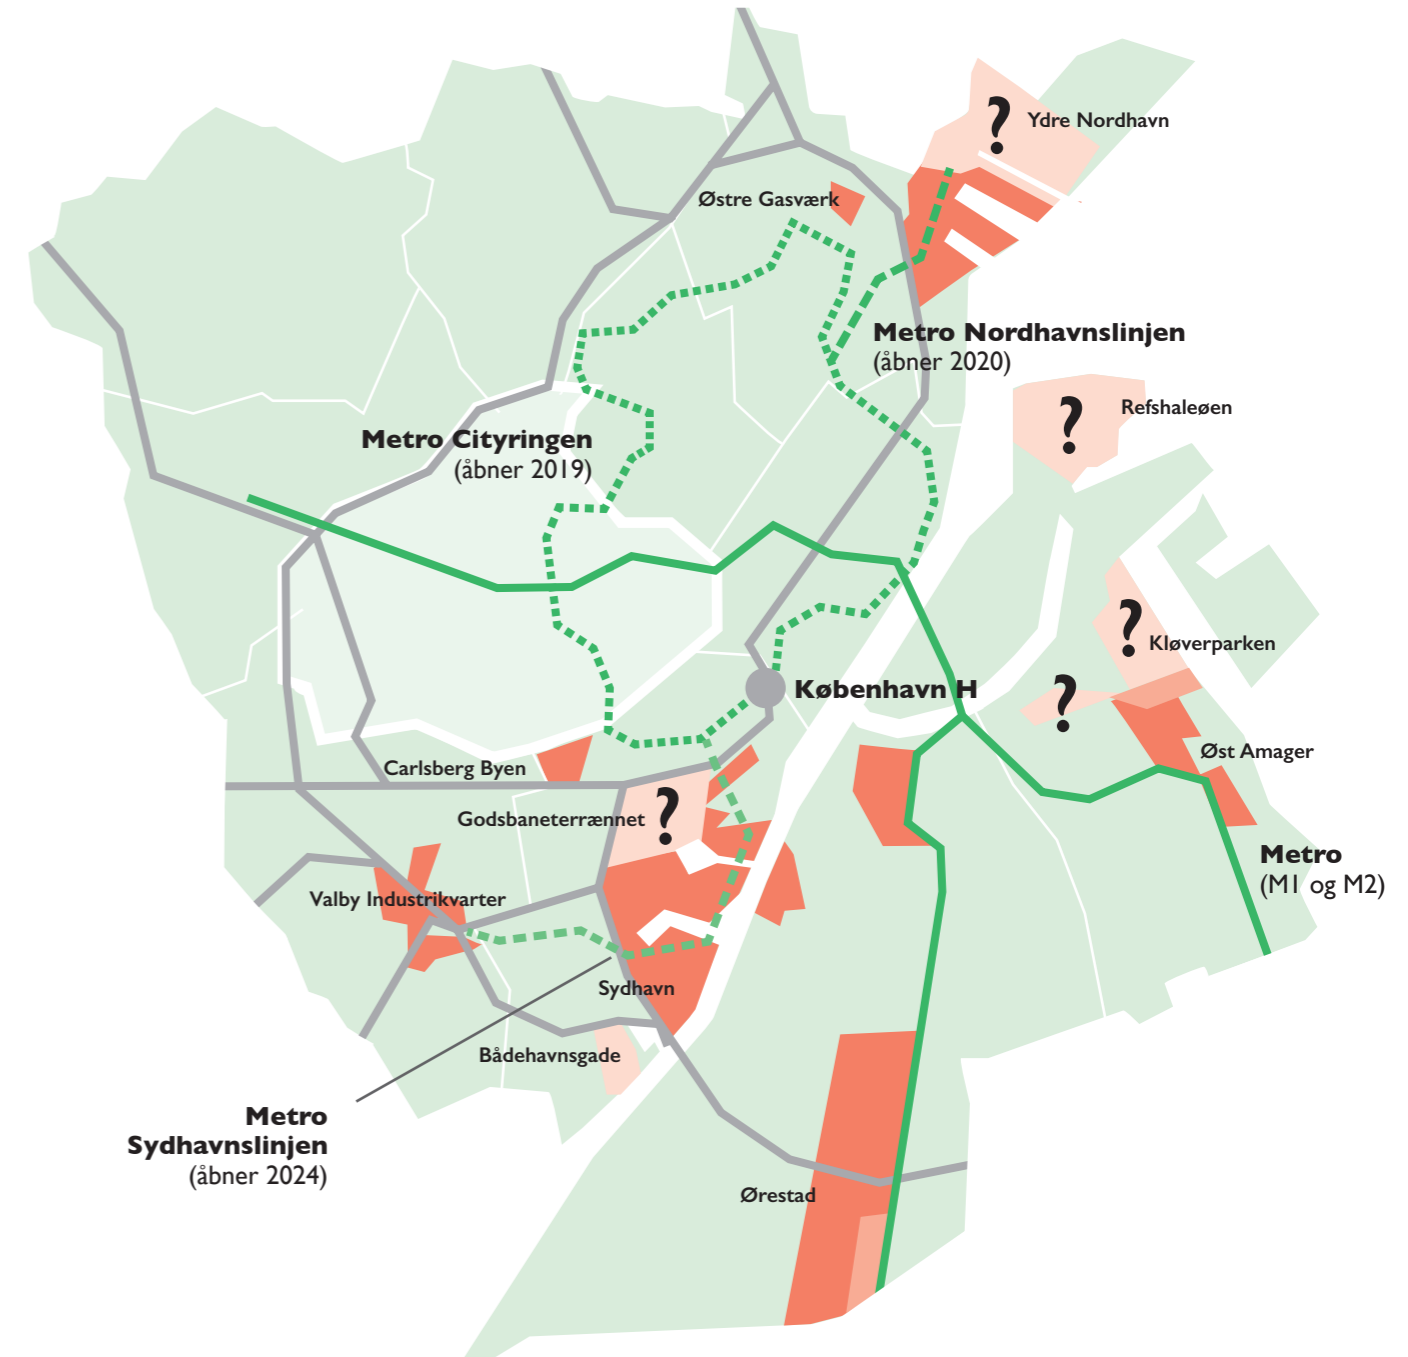 ?
Ydre Nordhavn
Østre Gasværk
Metro Nordhavnslinjen
(åbner 2020)
?
Refshaleøen
Metro Cityringen
(åbner 2019)
?
Kløverparken
København H
?
Øst Amager
Carlsberg Byen
Godsbaneterrænnet
?
Metro
(M1 og M2)
Valby Industrikvarter
Sydhavn
Bådehavnsgade
Metro
Sydhavnslinjen
(åbner 2024)
Ørestad